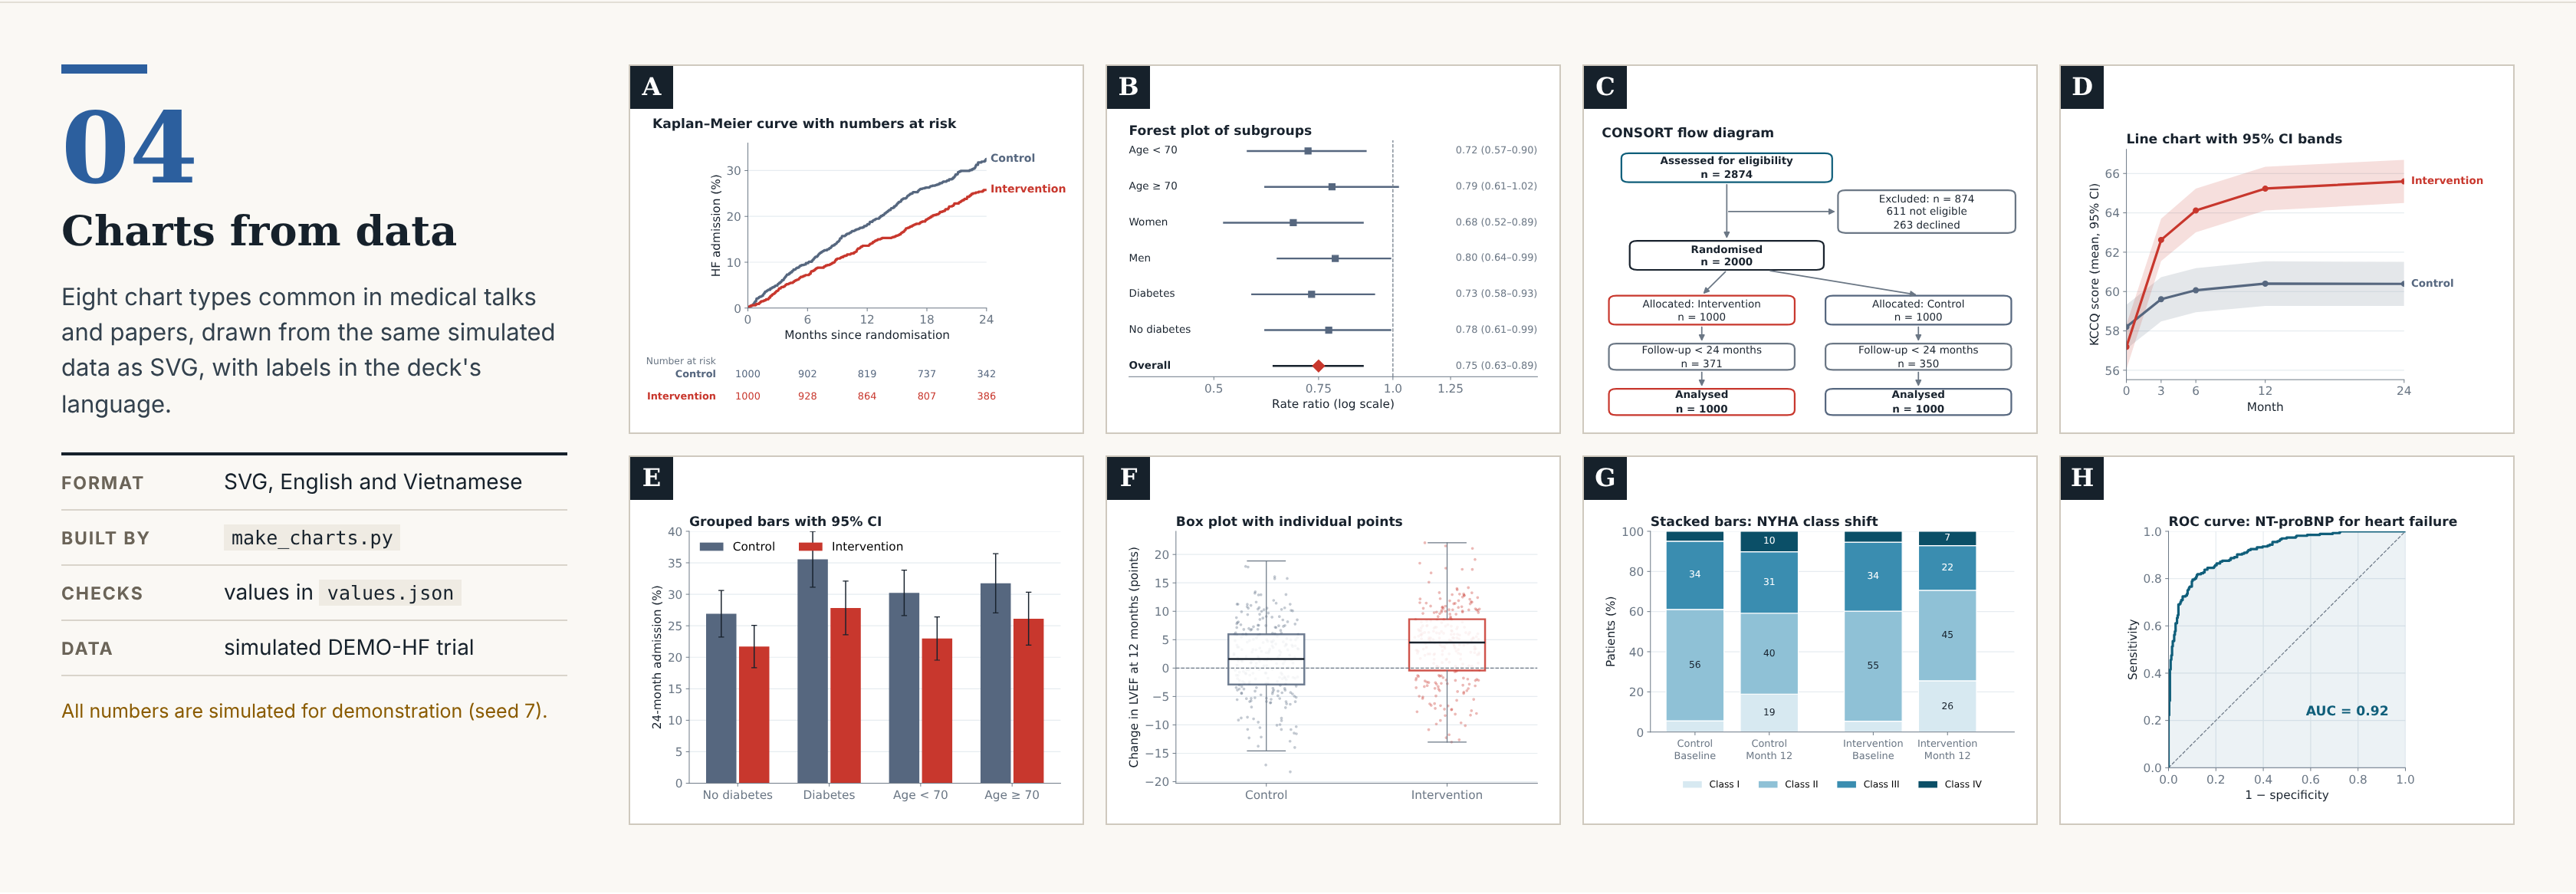 04
Charts from data
Eight chart types common in medical talks
and papers, drawn from the same simulated
data as SVG, with labels in the deck's
language.
FORMAT SVG, English and Vietnamese
BUILT BY make_charts.py
CHECKS values in values.json
DATA simulated DEMO-HF trial
All numbers are simulated for demonstration (seed 7).
A
Kaplan–Meier curve with numbers at risk
HF admission (%)
30
20
10
0
Control
Intervention
0 6 12 18 24
Months since randomisation
Number at risk
Control 1000 902 819 737 342
Intervention 1000 928 864 807 386
B
Forest plot of subgroups
Age < 70 0.72 (0.57–0.90)
Age ≥ 70 0.79 (0.61–1.02)
Women 0.68 (0.52–0.89)
Men 0.80 (0.64–0.99)
Diabetes 0.73 (0.58–0.93)
No diabetes 0.78 (0.61–0.99)
Overall 0.75 (0.63–0.89)
0.5 0.75 1.0 1.25
Rate ratio (log scale)
C
CONSORT flow diagram
Assessed for eligibility
n = 2874
Excluded: n = 874
611 not eligible
263 declined
Randomised
n = 2000
Allocated: Intervention
n = 1000
Allocated: Control
n = 1000
Follow-up < 24 months
n = 371
Follow-up < 24 months
n = 350
Analysed
n = 1000
Analysed
n = 1000
D
Line chart with 95% CI bands
KCCQ score (mean, 95% CI)
66
64
62
60
58
56
Intervention
Control
0 3 6 12 24
Month
E
Grouped bars with 95% CI
24-month admission (%)
40
35
30
25
20
15
10
5
0
Control Intervention
No diabetes Diabetes Age < 70 Age ≥ 70
F
Box plot with individual points
Change in LVEF at 12 months (points)
20
15
10
5
0
−5
−10
−15
−20
Control Intervention
G
Stacked bars: NYHA class shift
Patients (%)
100
80
60
40
20
0
34
56
10
31
40
19
34
55
7
22
45
26
Control
Baseline
Control
Month 12
Intervention
Baseline
Intervention
Month 12
Class I Class II Class III Class IV
H
ROC curve: NT-proBNP for heart failure
Sensitivity
1.0
0.8
0.6
0.4
0.2
0.0
AUC = 0.92
0.0 0.2 0.4 0.6 0.8 1.0
1 − specificity